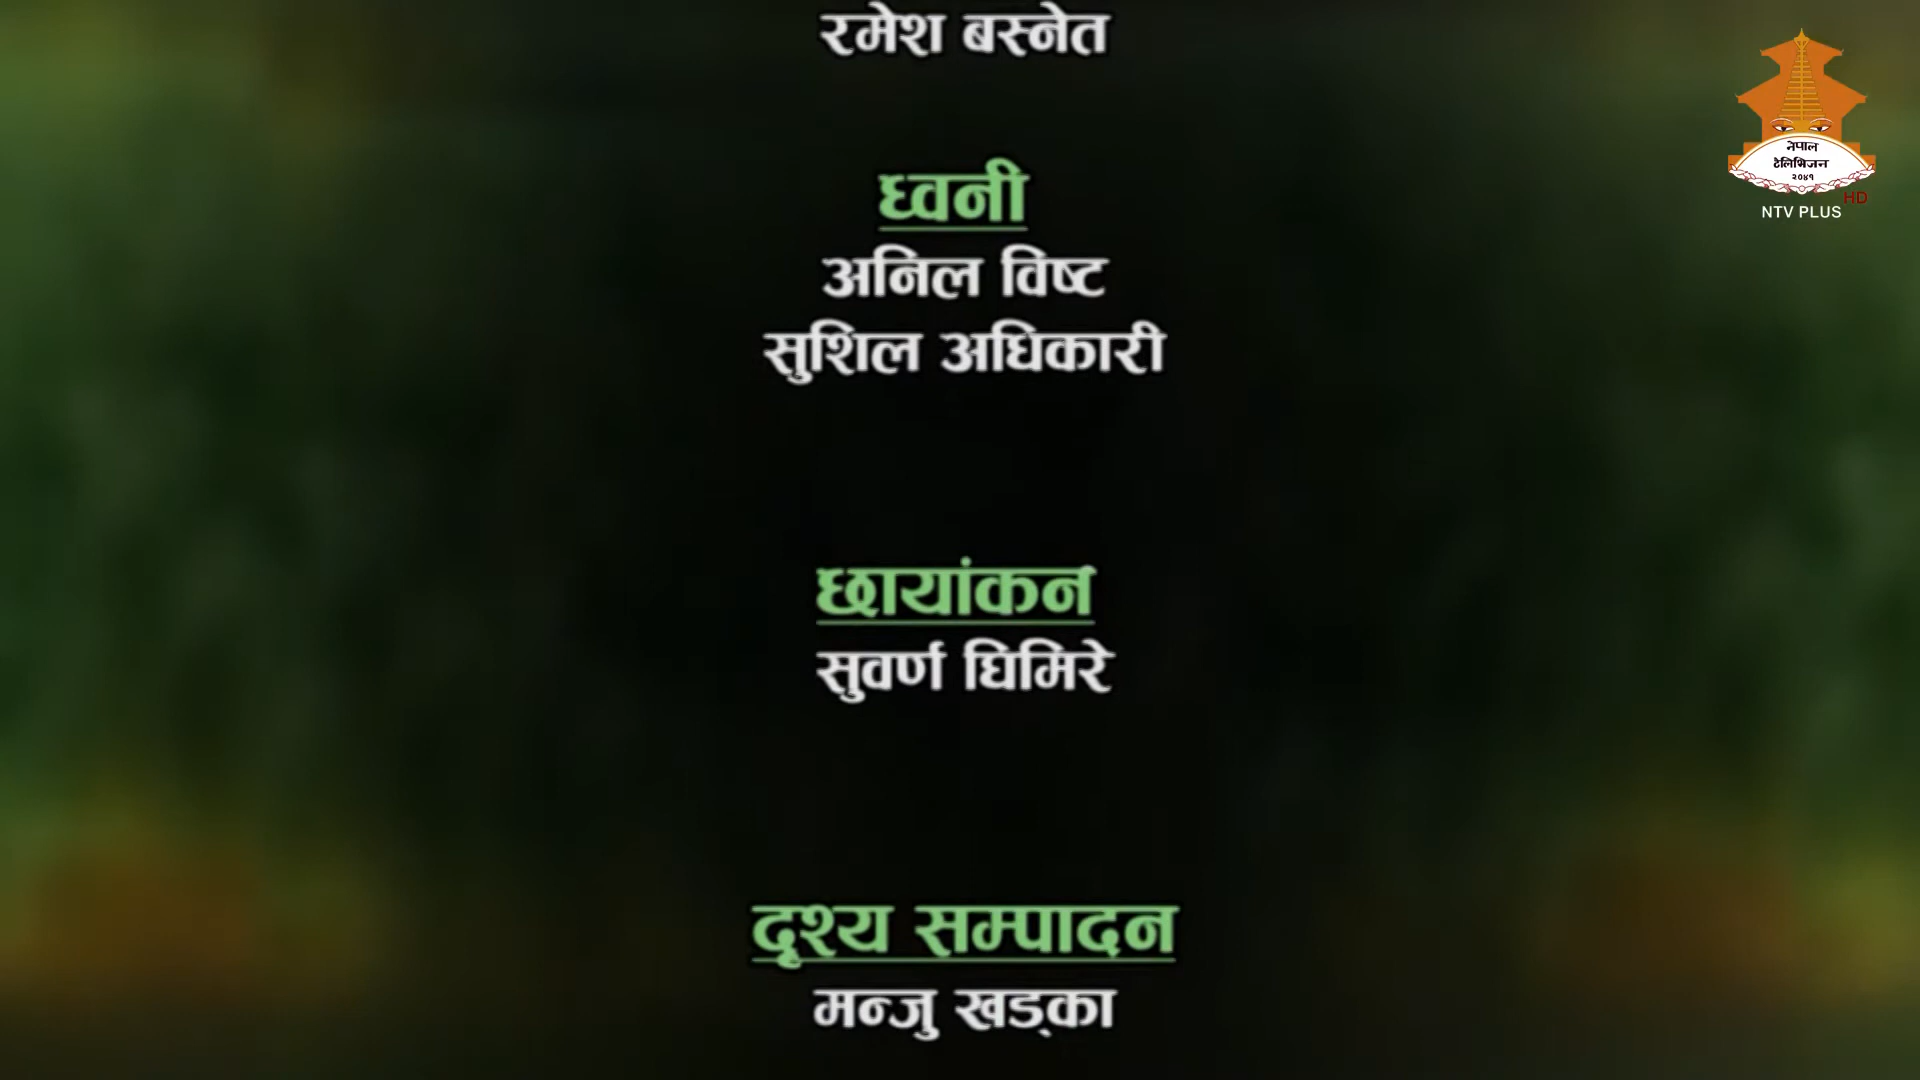 रमेश बस्नेत
ध्वनी
अनिल विष्ट
सुशिल अधिकारी
छायांकन
सुवर्ण घिमिरे
दृश्य सम्पादन
मन्जु खड्का
नेपाल
टेलिभिजन
२०४१
HD
NTV PLUS